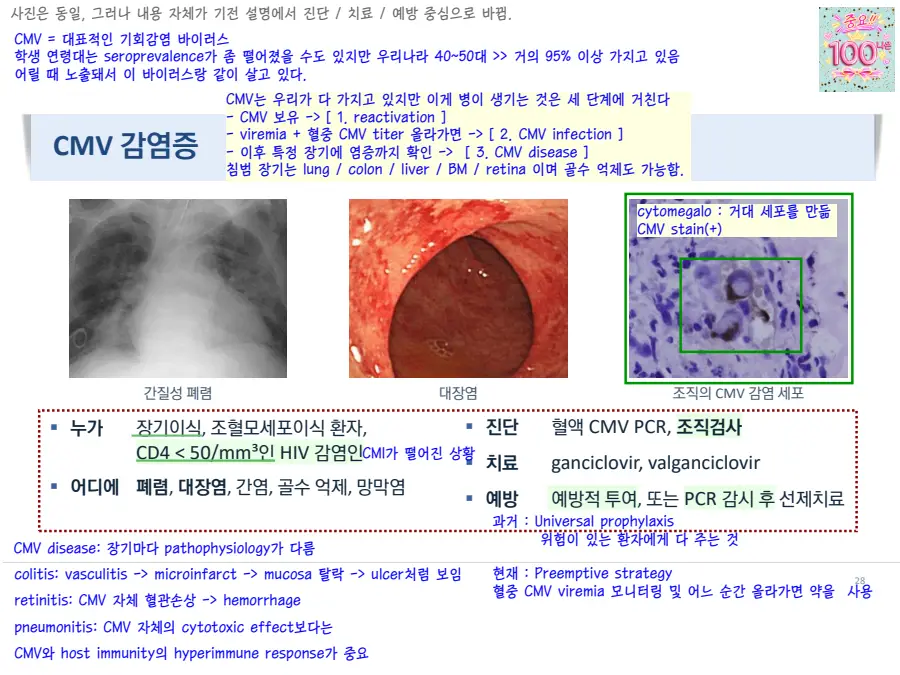 사진은 동일, 그러나 내용 자체가 기전 설명에서 진단 / 치료 / 예방 중심으로 바뀜.
중요!!
100
CMV = 대표적인 기회감염 바이러스
학생 연령대는 seroprevalence가 좀 떨어졌을 수도 있지만 우리나라 40~50대 >> 거의 95% 이상 가지고 있음
어릴 때 노출돼서 이 바이러스랑 같이 살고 있다.
CMV는 우리가 다 가지고 있지만 이게 병이 생기는 것은 세 단계에 거친다
- CMV 보유 -> [ 1. reactivation ]
- viremia + 혈중 CMV titer 올라가면 -> [ 2. CMV infection ]
- 이후 특정 장기에 염증까지 확인 -> [ 3. CMV disease ]
침범 장기는 lung / colon / liver / BM / retina 이며 골수 억제도 가능함.
CMV 감염증
cytomegalo : 거대 세포를 만듦
CMV stain(+)
간질성 폐렴
대장염
조직의 CMV 감염 세포
▪ 누가 장기이식, 조혈모세포이식 환자,
CD4 < 50/mm³인 HIV 감염인
CMI가 떨어진 상황
▪ 어디에 폐렴, 대장염, 간염, 골수 억제, 망막염
▪ 진단 혈액 CMV PCR, 조직검사
▪ 치료 ganciclovir, valganciclovir
▪ 예방 예방적 투여, 또는 PCR 감시 후 선제치료
과거 : Universal prophylaxis
위험이 있는 환자에게 다 주는 것
현재 : Preemptive strategy
혈중 CMV viremia 모니터링 및 어느 순간 올라가면 약을 사용
28
CMV disease: 장기마다 pathophysiology가 다름
colitis: vasculitis -> microinfarct -> mucosa 탈락 -> ulcer처럼 보임
retinitis: CMV 자체 혈관손상 -> hemorrhage
pneumonitis: CMV 자체의 cytotoxic effect보다는
CMV와 host immunity의 hyperimmune response가 중요